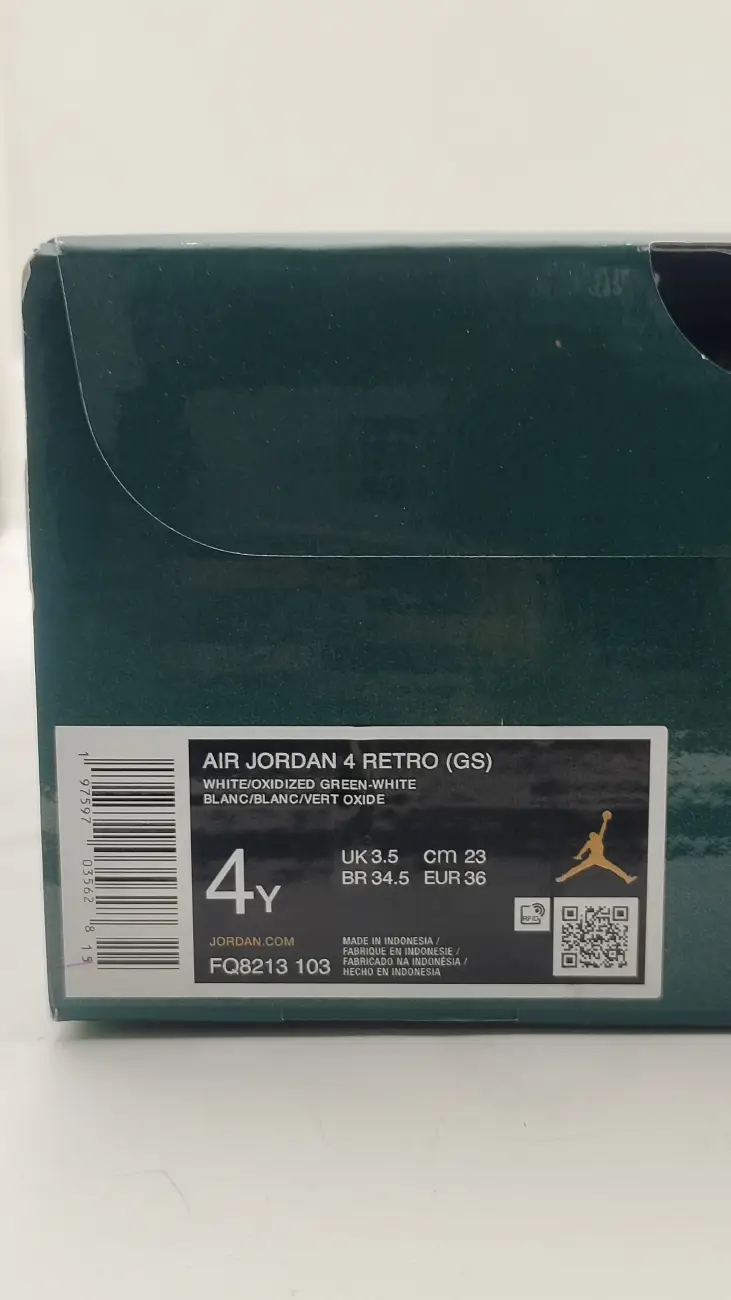 AIR JORDAN 4 RETRO (GS)
WHITE/OXIDIZED GREEN-WHITE
BLANC/BLANC/VERT OXIDE
4Y
UK 3.5 cm 23
BR 34.5 EUR 36
RFID
JORDAN.COM
FQ8213 103
MADE IN INDONESIA /
FABRIQUE EN INDONESIE /
FABRICADO NA INDONÉSIA /
HECHO EN INDONESIA
1 97597 03562 8 15